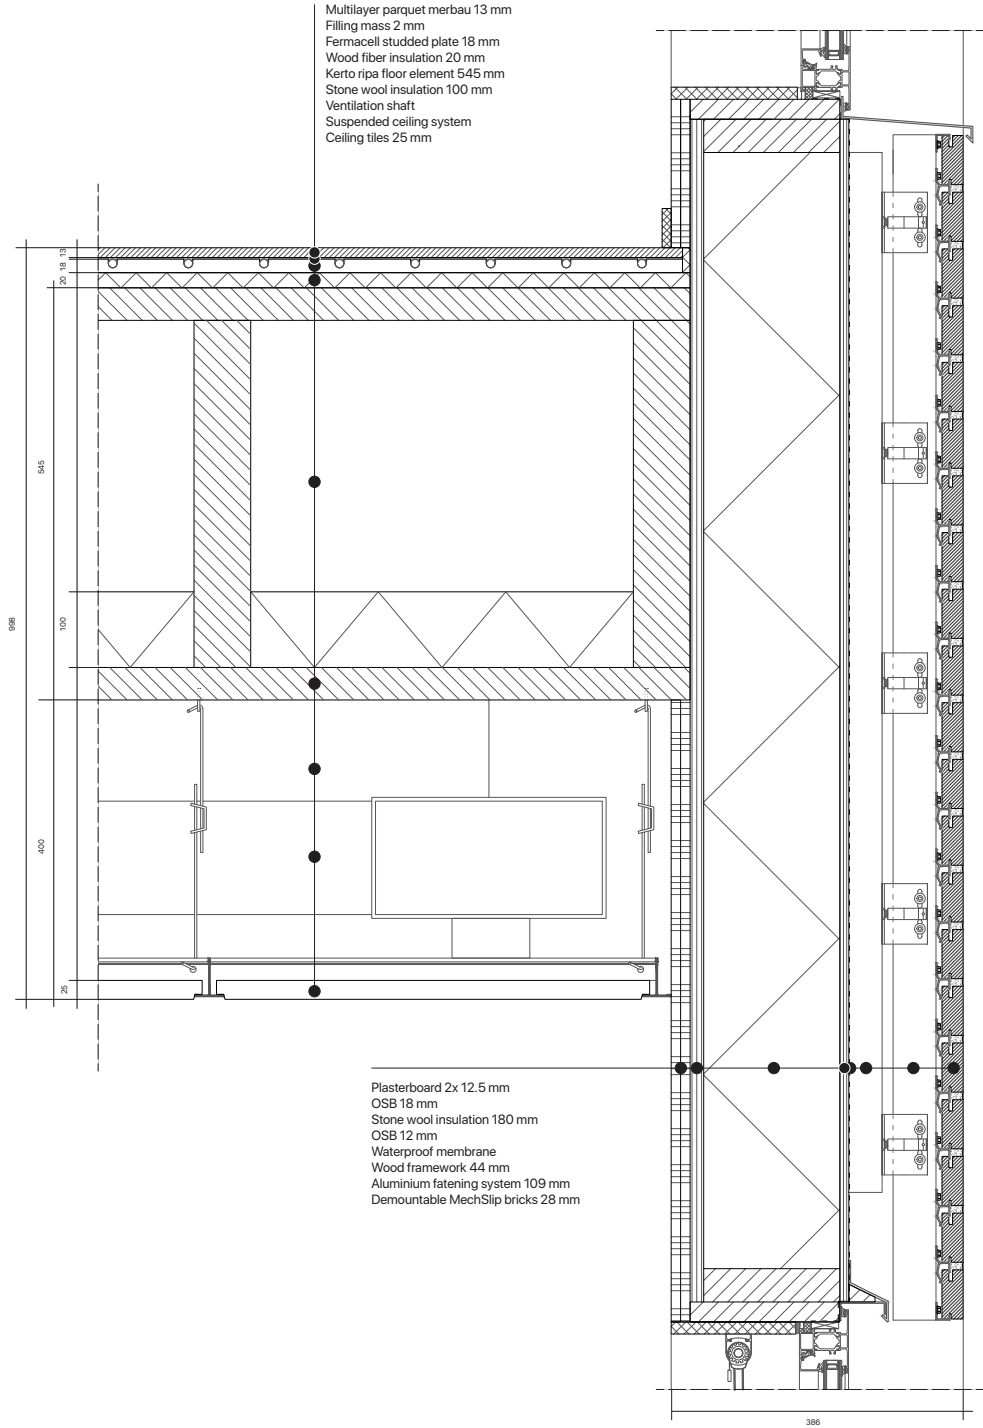 Multilayer parquet merbau 13 mm
Filling mass 2 mm
Fermacell studded plate 18 mm
Wood fiber insulation 20 mm
Kerto ripa floor element 545 mm
Stone wool insulation 100 mm
Ventilation shaft
Suspended ceiling system
Ceiling tiles 25 mm
13
18
20
545
100
998
400
25
Plasterboard 2x 12.5 mm
OSB 18 mm
Stone wool insulation 180 mm
OSB 12 mm
Waterproof membrane
Wood framework 44 mm
Aluminium fatening system 109 mm
Demountable MechSlip bricks 28 mm
386